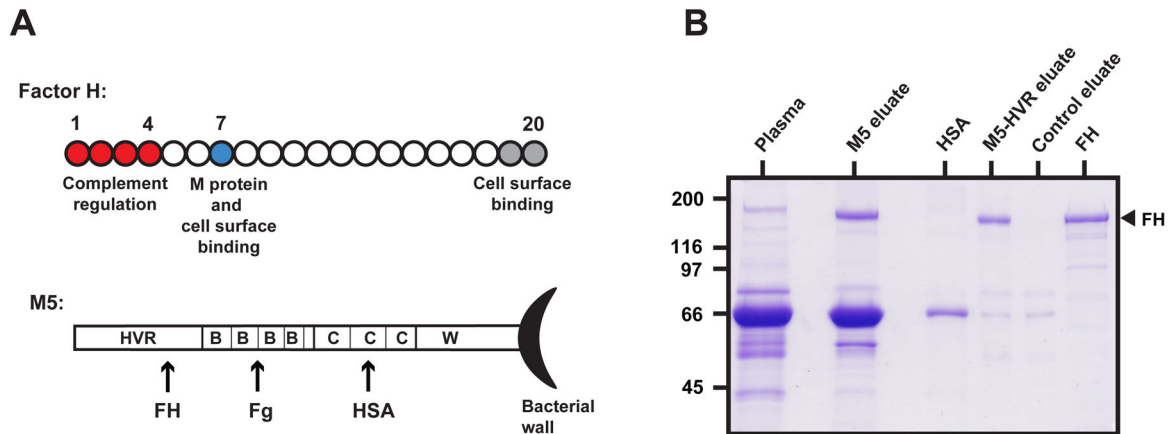 A
Factor H:
1 4 7 20
Complement
regulation
M protein
and
cell surface
binding
Cell surface
binding
M5:
HVR B B B B C C C W
FH Fg HSA
Bacterial
wall
B
Plasma
M5 eluate
HSA
M5-HVR eluate
Control eluate
FH
200
116
97
66
45
FH